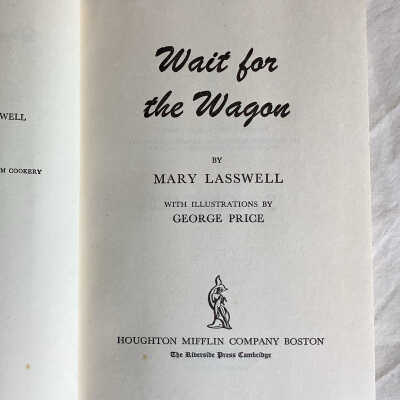 WELL
M COOKERY
Wait for
the Wagon
BY
MARY LASSWELL
WITH ILLUSTRATIONS BY
GEORGE PRICE
HOUGHTON MIFFLIN COMPANY BOSTON
The Riverside Press Cambridge